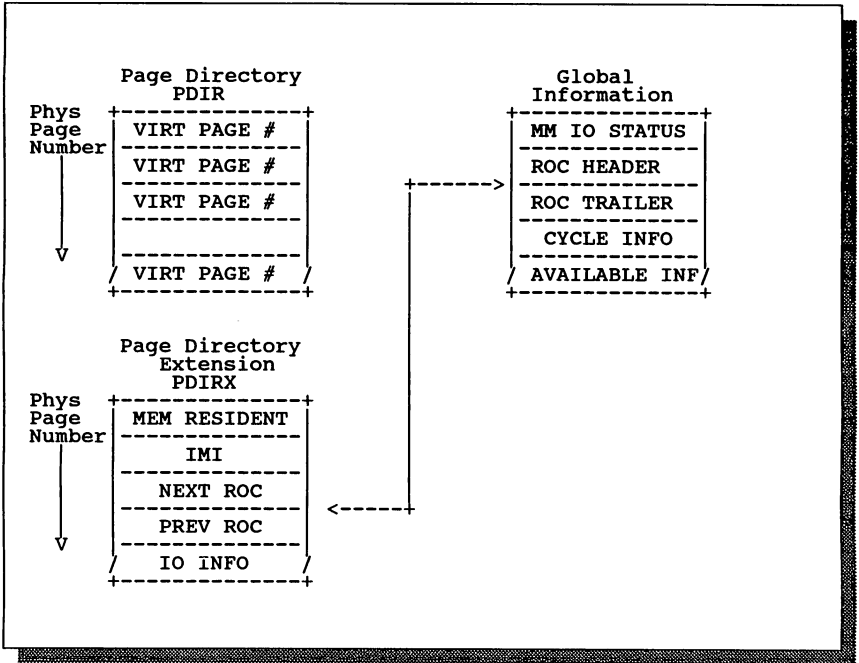 Page Directory
PDIR
Phys
Page
Number
VIRT PAGE #
VIRT PAGE #
VIRT PAGE #
VIRT PAGE #
Global
Information
MM IO STATUS
ROC HEADER
ROC TRAILER
CYCLE INFO
AVAILABLE INF
Page Directory
Extension
PDIRX
Phys
Page
Number
MEM RESIDENT
IMI
NEXT ROC
PREV ROC
IO INFO